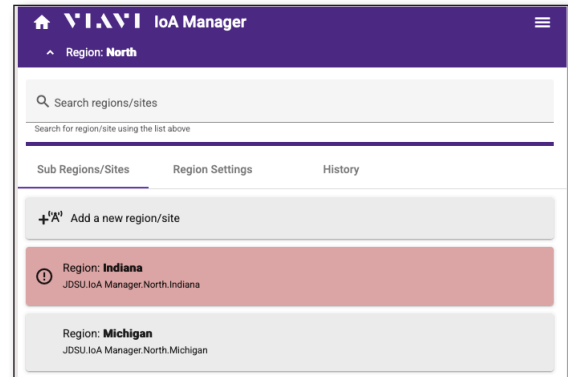 VIAVI IoA Manager
Region: North
Search regions/sites
Search for region/site using the list above
Sub Regions/Sites Region Settings History
Add a new region/site
Region: Indiana
JDSU.IoA Manager.North.Indiana
Region: Michigan
JDSU.IoA Manager.North.Michigan